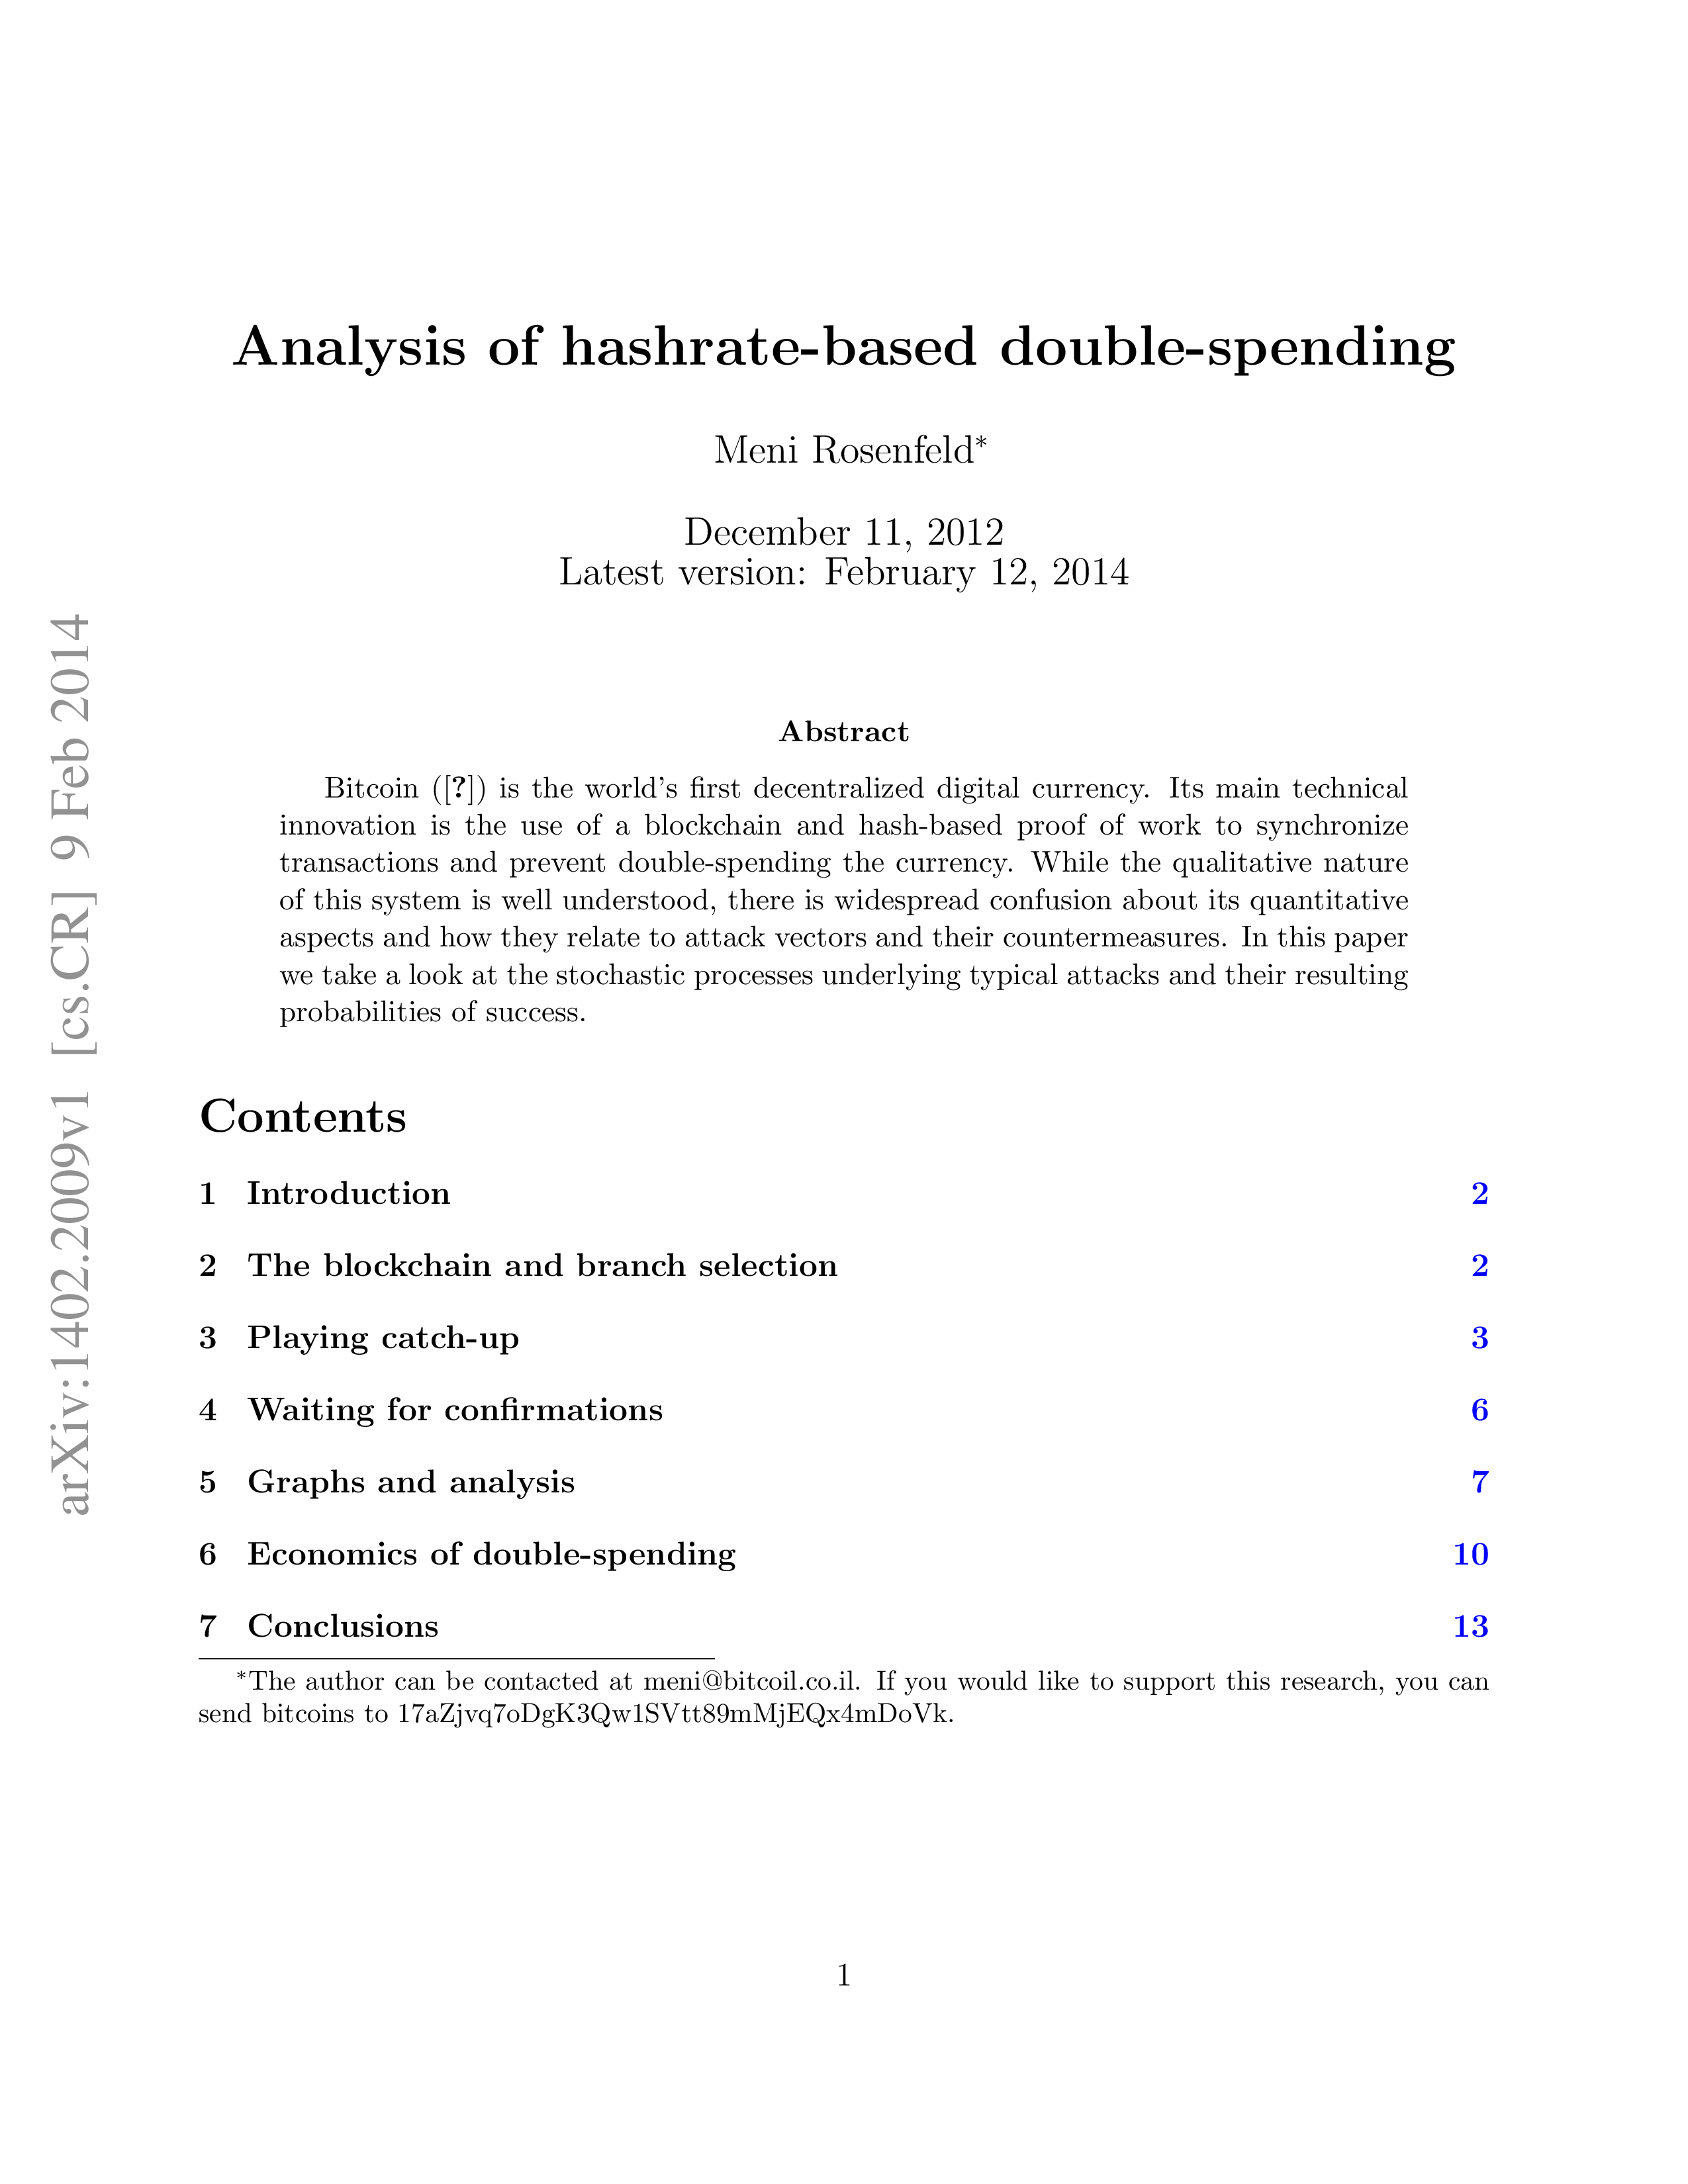 Analysis of hashrate-based double-spending
Meni Rosenfeld*
December 11, 2012
Latest version: February 12, 2014
Abstract
Bitcoin ([?]) is the world's first decentralized digital currency. Its main technical
innovation is the use of a blockchain and hash-based proof of work to synchronize
transactions and prevent double-spending the currency. While the qualitative nature
of this system is well understood, there is widespread confusion about its quantitative
aspects and how they relate to attack vectors and their countermeasures. In this paper
we take a look at the stochastic processes underlying typical attacks and their resulting
probabilities of success.
Contents
1 Introduction 2
2 The blockchain and branch selection 2
3 Playing catch-up 3
4 Waiting for confirmations 6
5 Graphs and analysis 7
6 Economics of double-spending 10
7 Conclusions 13
*The author can be contacted at meni@bitcoil.co.il. If you would like to support this research, you can
send bitcoins to 17aZjvq7oDgK3Qw1SVtt89mMjEQx4mDoVk.
1
arXiv:1402.2009v1 [cs.CR] 9 Feb 2014